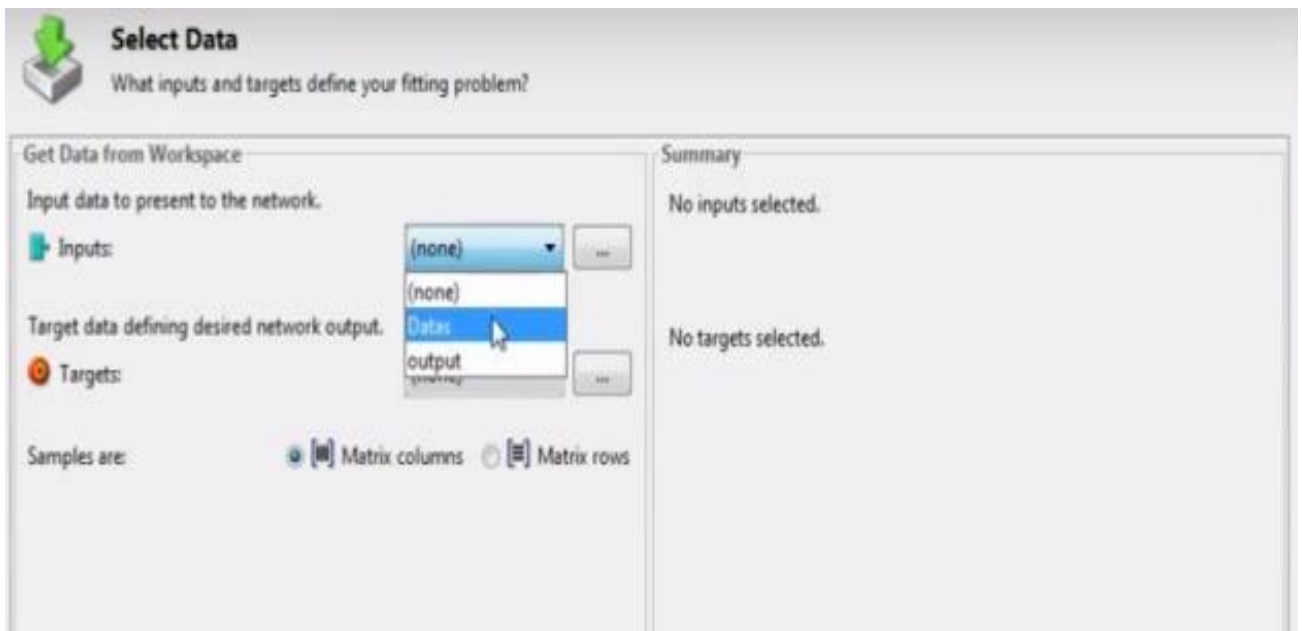 Select Data
What inputs and targets define your fitting problem?
Get Data from Workspace
Input data to present to the network.
Inputs:
(none)
...
(none)
Datas
output
Target data defining desired network output.
Targets:
(none)
...
Samples are:
Matrix columns
Matrix rows
Summary
No inputs selected.
No targets selected.